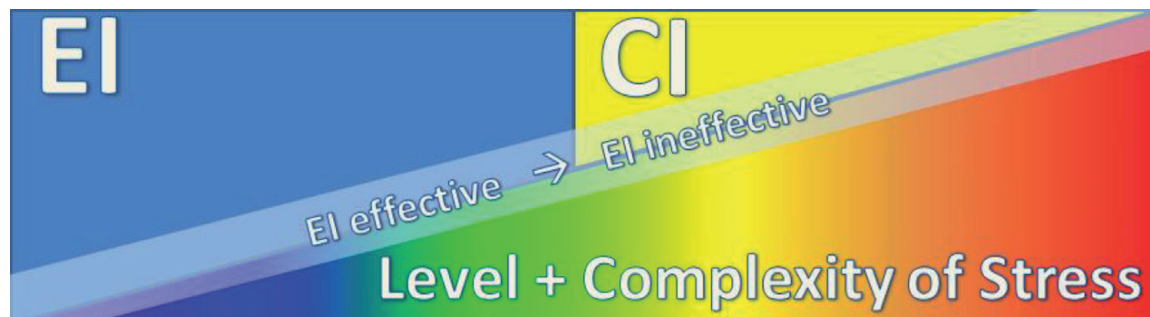 EI
CI
EI effective → EI ineffective
Level + Complexity of Stress